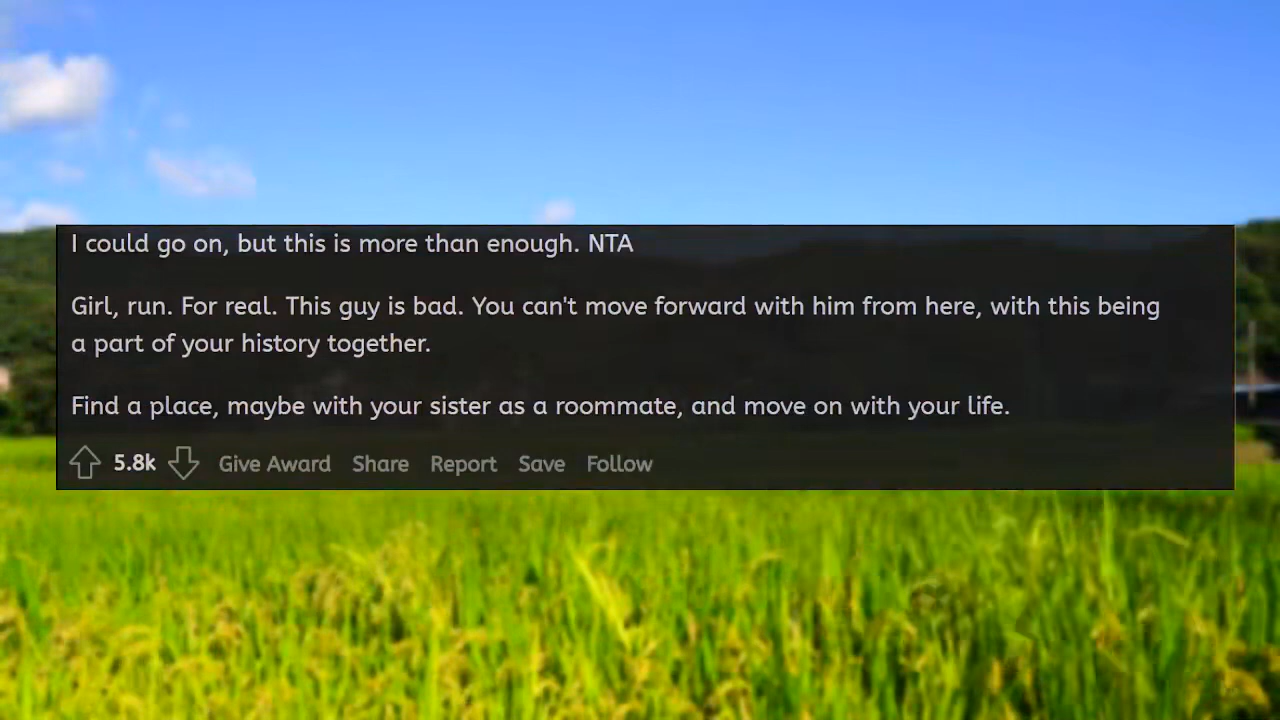 I could go on, but this is more than enough. NTA
Girl, run. For real. This guy is bad. You can't move forward with him from here, with this being
a part of your history together.
Find a place, maybe with your sister as a roommate, and move on with your life.
5.8k Give Award Share Report Save Follow